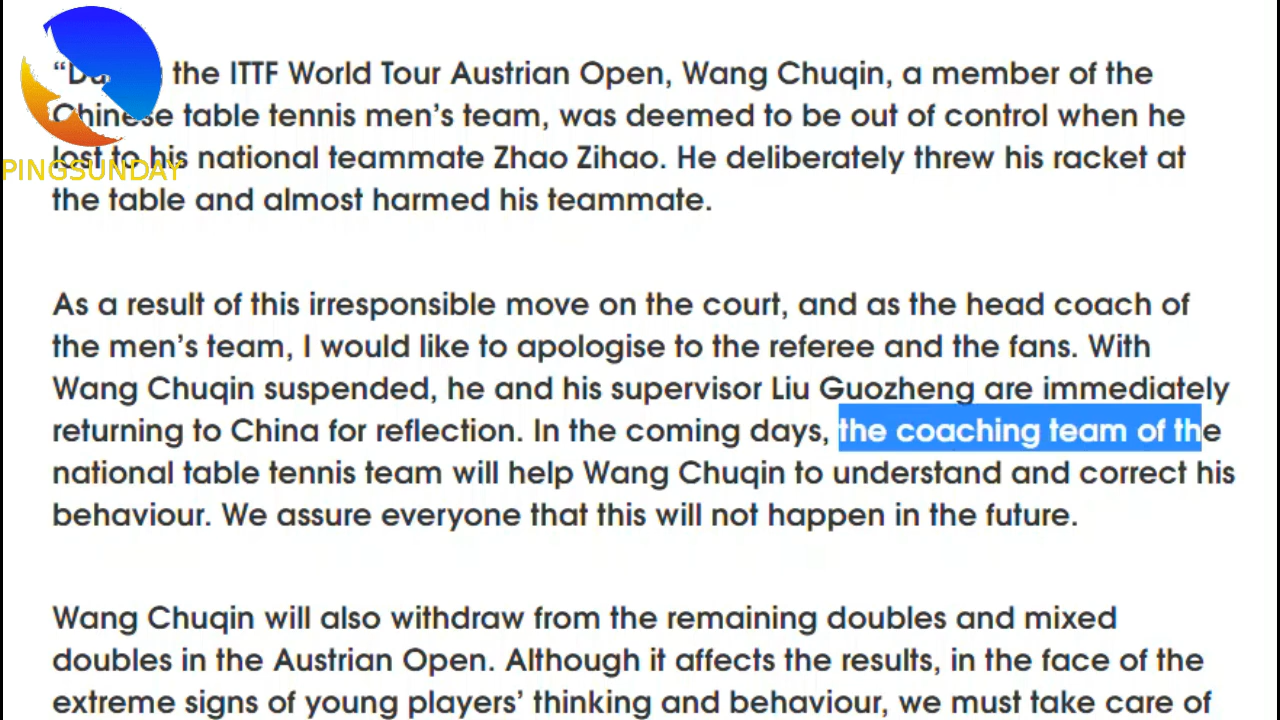 “During the ITTF World Tour Austrian Open, Wang Chuqin, a member of the
Chinese table tennis men’s team, was deemed to be out of control when he
lost to his national teammate Zhao Zihao. He deliberately threw his racket at
PINGSUNDAY
the table and almost harmed his teammate.
As a result of this irresponsible move on the court, and as the head coach of
the men’s team, I would like to apologise to the referee and the fans. With
Wang Chuqin suspended, he and his supervisor Liu Guozheng are immediately
returning to China for reflection. In the coming days, the coaching team of the
national table tennis team will help Wang Chuqin to understand and correct his
behaviour. We assure everyone that this will not happen in the future.
Wang Chuqin will also withdraw from the remaining doubles and mixed
doubles in the Austrian Open. Although it affects the results, in the face of the
extreme signs of young players’ thinking and behaviour, we must take care of